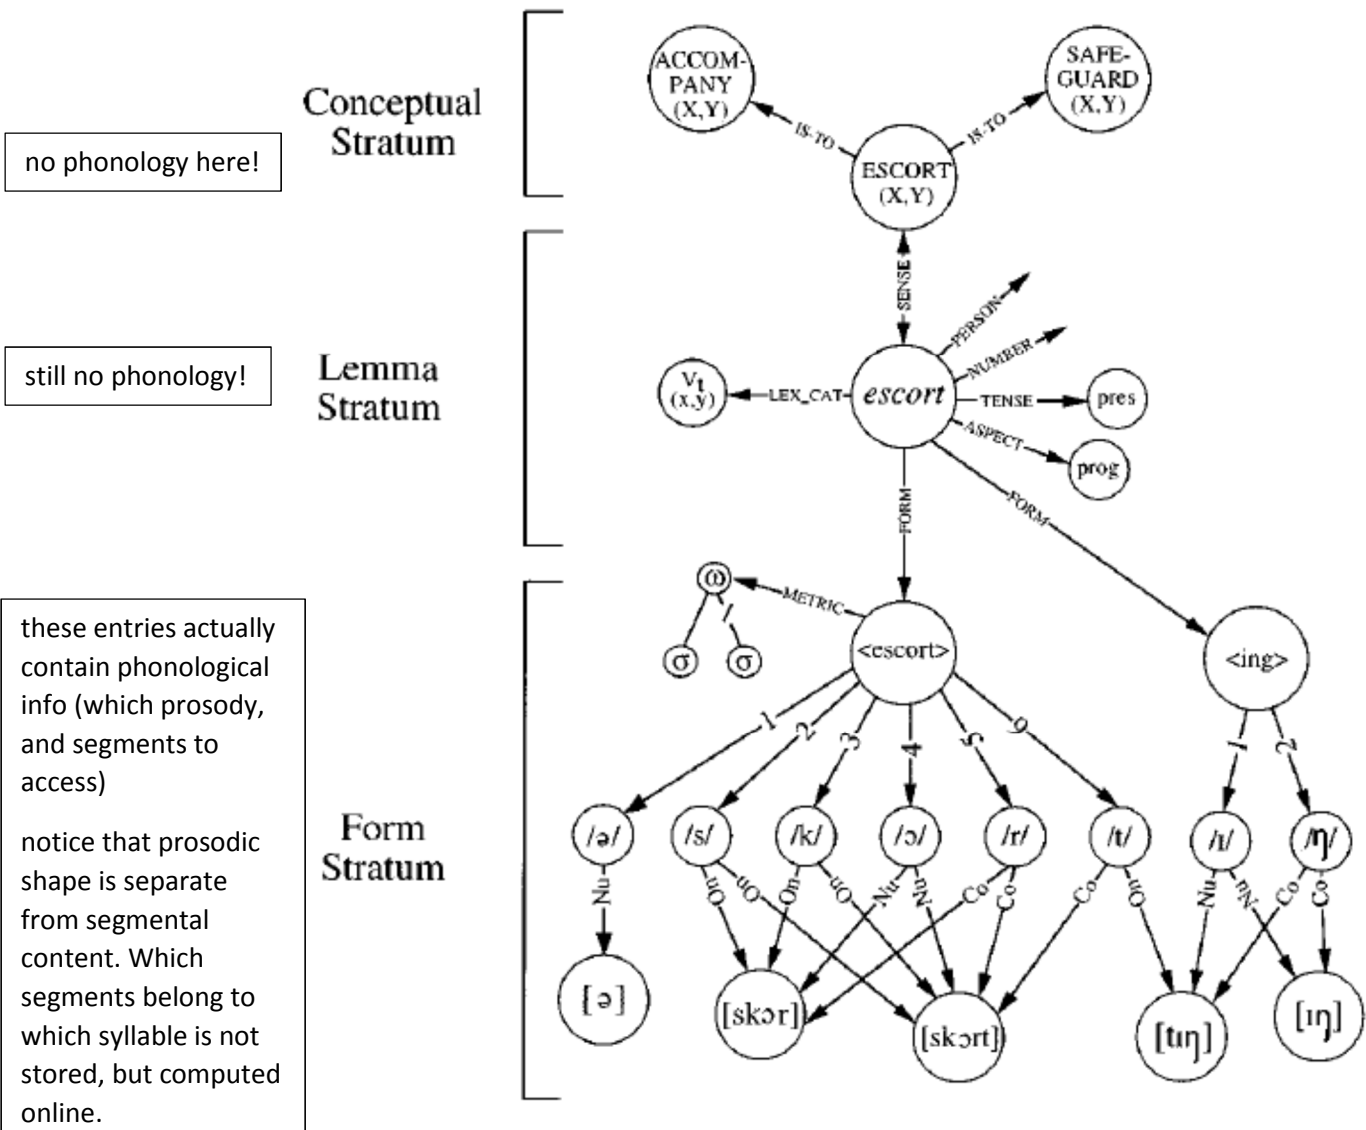 Conceptual
Stratum
no phonology here!
ACCOM-
PANY
(X,Y)
SAFE-
GUARD
(X,Y)
IS-TO
IS-TO
ESCORT
(X,Y)
SENSE
Lemma
Stratum
still no phonology!
Vt
(x,y)
LEX_CAT
escort
PERSON
NUMBER
TENSE
pres
ASPECT
prog
FORM
FORM
these entries actually
contain phonological
info (which prosody,
and segments to
access)
notice that prosodic
shape is separate
from segmental
content. Which
segments belong to
which syllable is not
stored, but computed
online.
Form
Stratum
ω
METRIC
σ
σ
<escort>
<ing>
1
2
3
4
5
6
1
2
/ə/
/s/
/k/
/ɔ/
/r/
/t/
/ɪ/
/ŋ/
Nu
On
On
On
On
Nu
Nu
Co
Co
Co
On
Nu
Nu
Co
Co
[ə]
[skɔr]
[skɔrt]
[tɪŋ]
[ɪŋ]